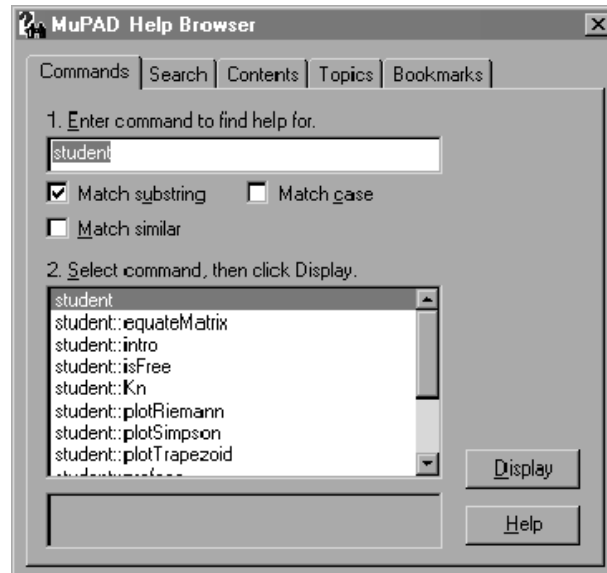 MuPAD Help Browser
Commands Search Contents Topics Bookmarks
1. Enter command to find help for.
student
Match substring Match case
Match similar
2. Select command, then click Display.
student
student::equateMatrix
student::intro
student::isFree
student::Kn
student::plotRiemann
student::plotSimpson
student::plotTrapezoid
Display
Help